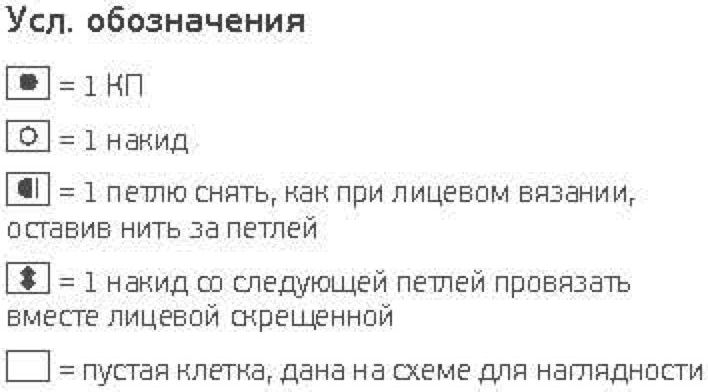 Усл. обозначения
= 1 КП
= 1 накид
= 1 петлю снять, как при лицевом вязании,
оставив нить за петлей
= 1 накид со следующей петлей провязать
вместе лицевой скрещенной
= пустая клетка, дана на схеме для наглядности